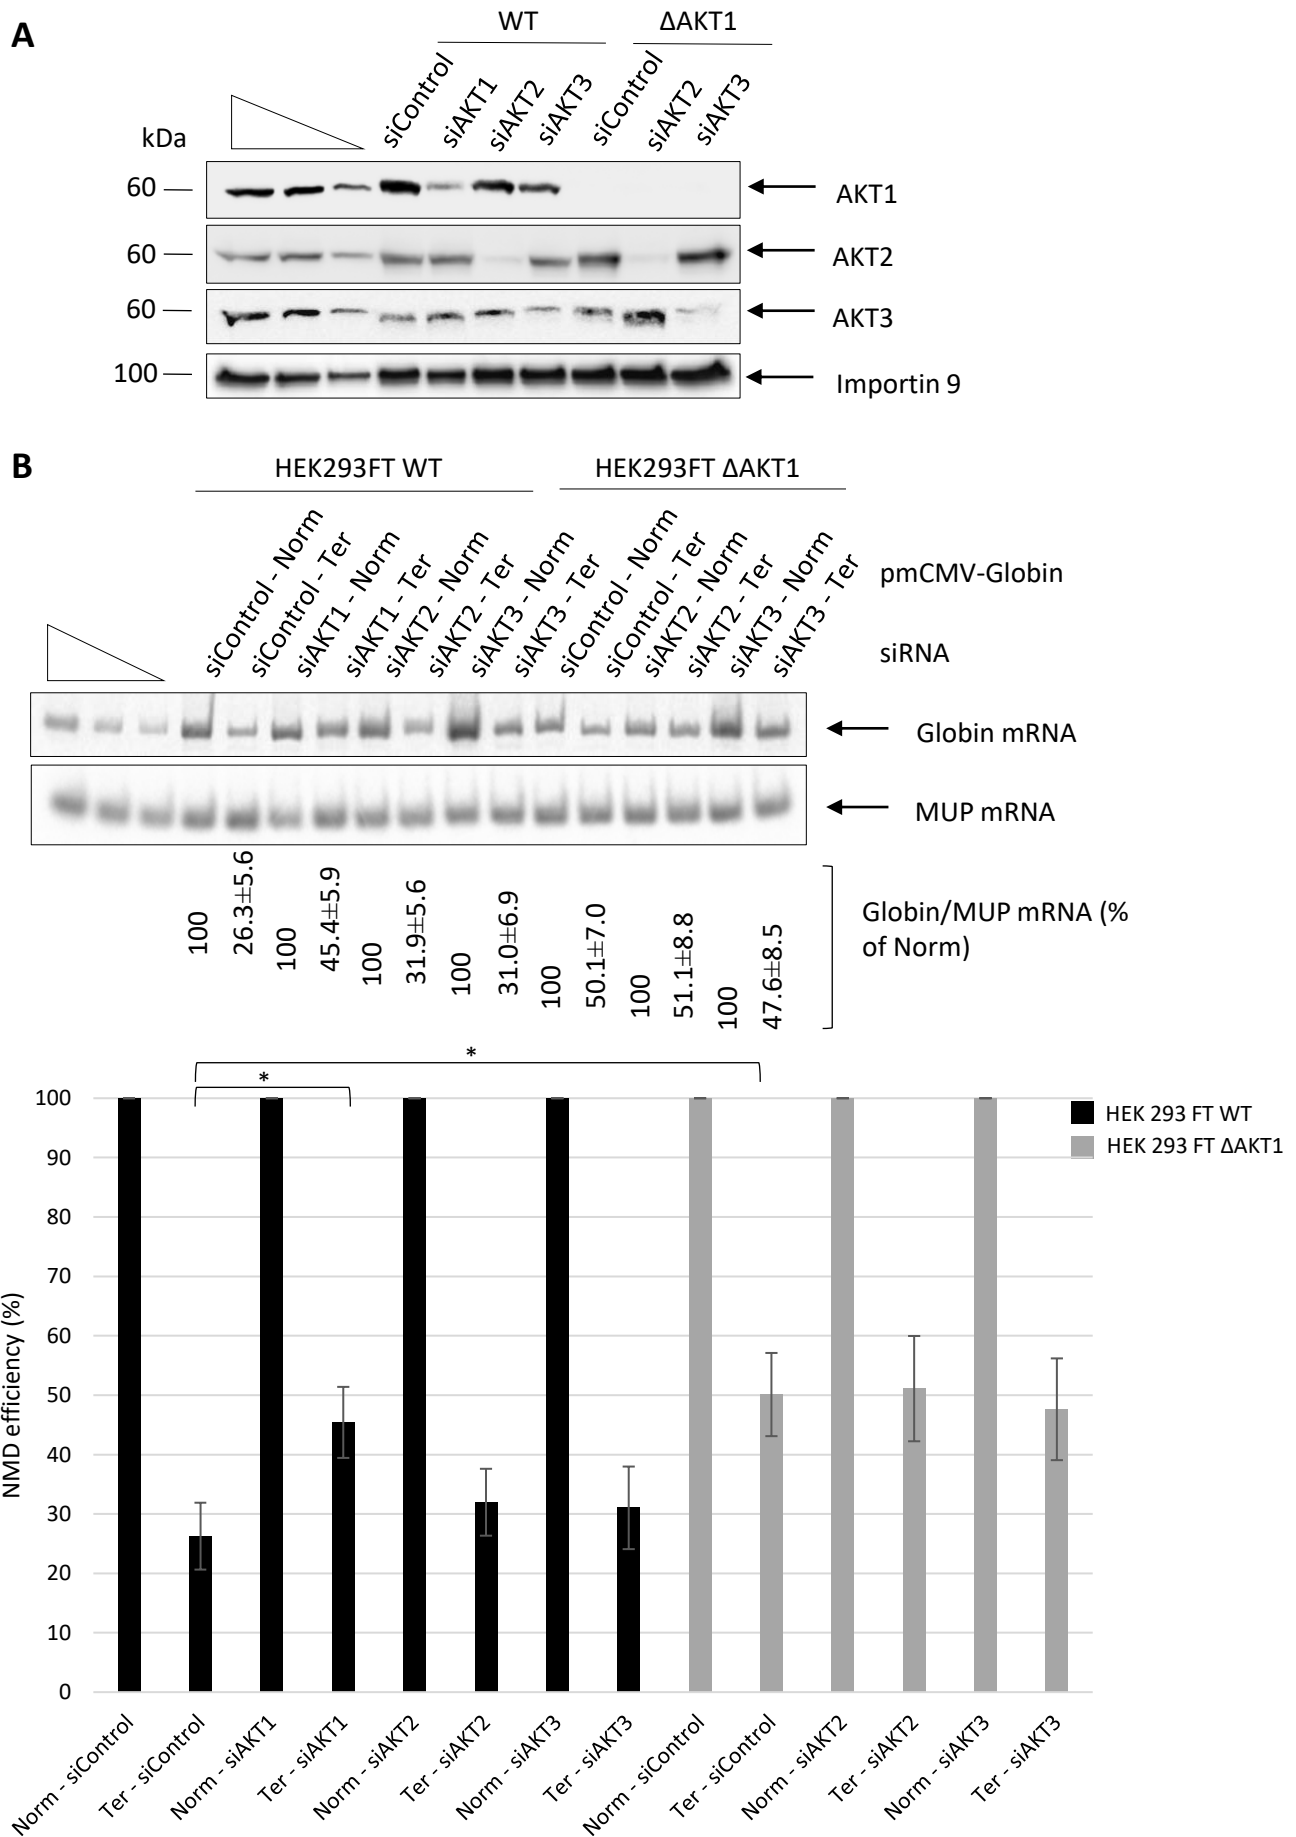 A
WT
ΔAKT1
siControl
siAKT1
siAKT2
siAKT3
siControl
siAKT2
siAKT3
kDa
60
AKT1
60
AKT2
60
AKT3
100
Importin 9
B
HEK293FT WT
HEK293FT ΔAKT1
siControl - Norm
siControl - Ter
siAKT1 - Norm
siAKT1 - Ter
siAKT2 - Norm
siAKT2 - Ter
siAKT3 - Norm
siAKT3 - Ter
siControl - Norm
siControl - Ter
siAKT2 - Norm
siAKT2 - Ter
siAKT3 - Norm
siAKT3 - Ter
pmCMV-Globin
siRNA
Globin mRNA
MUP mRNA
100
26.3±5.6
100
45.4±5.9
100
31.9±5.6
100
31.0±6.9
100
50.1±7.0
100
51.1±8.8
100
47.6±8.5
Globin/MUP mRNA (%
of Norm)
*
*
NMD efficiency (%)
100
90
80
70
60
50
40
30
20
10
0
HEK 293 FT WT
HEK 293 FT ΔAKT1
Norm - siControl
Ter - siControl
Norm - siAKT1
Ter - siAKT1
Norm - siAKT2
Ter - siAKT2
Norm - siAKT3
Ter - siAKT3
Norm - siControl
Ter - siControl
Norm - siAKT2
Ter - siAKT2
Norm - siAKT3
Ter - siAKT3